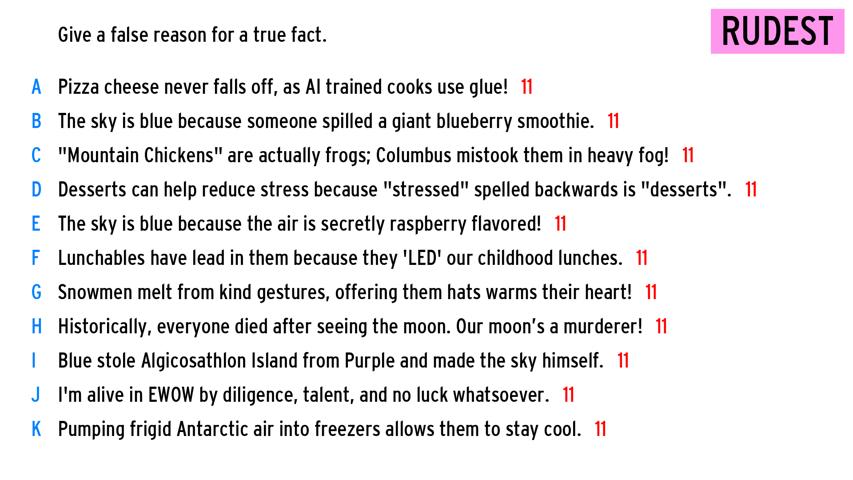 Give a false reason for a true fact.
RUDEST
A Pizza cheese never falls off, as AI trained cooks use glue! 11
B The sky is blue because someone spilled a giant blueberry smoothie. 11
C "Mountain Chickens" are actually frogs; Columbus mistook them in heavy fog! 11
D Desserts can help reduce stress because "stressed" spelled backwards is "desserts". 11
E The sky is blue because the air is secretly raspberry flavored! 11
F Lunchables have lead in them because they 'LED' our childhood lunches. 11
G Snowmen melt from kind gestures, offering them hats warms their heart! 11
H Historically, everyone died after seeing the moon. Our moon’s a murderer! 11
I Blue stole Algicosathlon Island from Purple and made the sky himself. 11
J I'm alive in EWOW by diligence, talent, and no luck whatsoever. 11
K Pumping frigid Antarctic air into freezers allows them to stay cool. 11